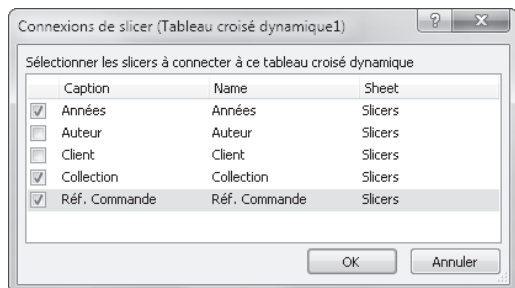 Connexions de slicer (Tableau croisé dynamique1)
Sélectionner les slicers à connecter à ce tableau croisé dynamique
Caption Name Sheet
Années Années Slicers
Auteur Auteur Slicers
Client Client Slicers
Collection Collection Slicers
Réf. Commande Réf. Commande Slicers
OK Annuler